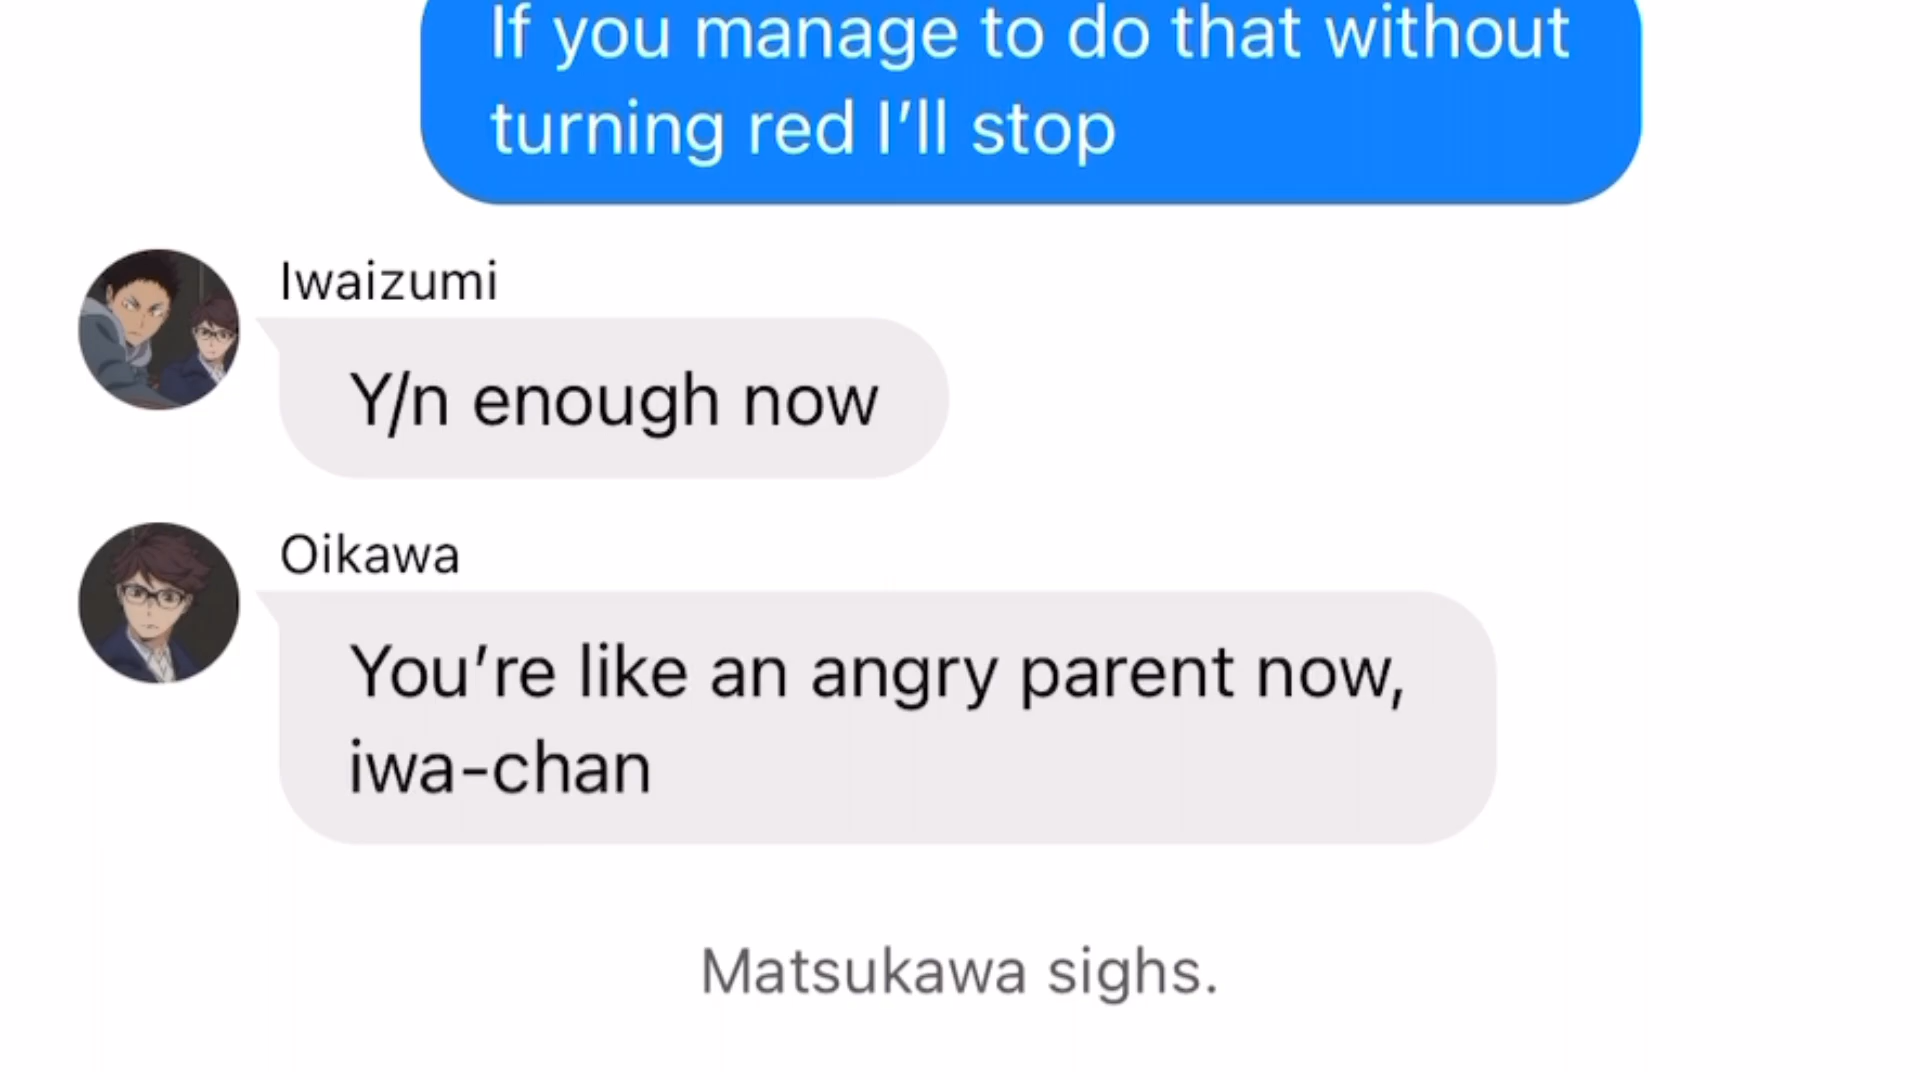 If you manage to do that without
turning red I’ll stop
Iwaizumi
Y/n enough now
Oikawa
You’re like an angry parent now,
iwa-chan
Matsukawa sighs.